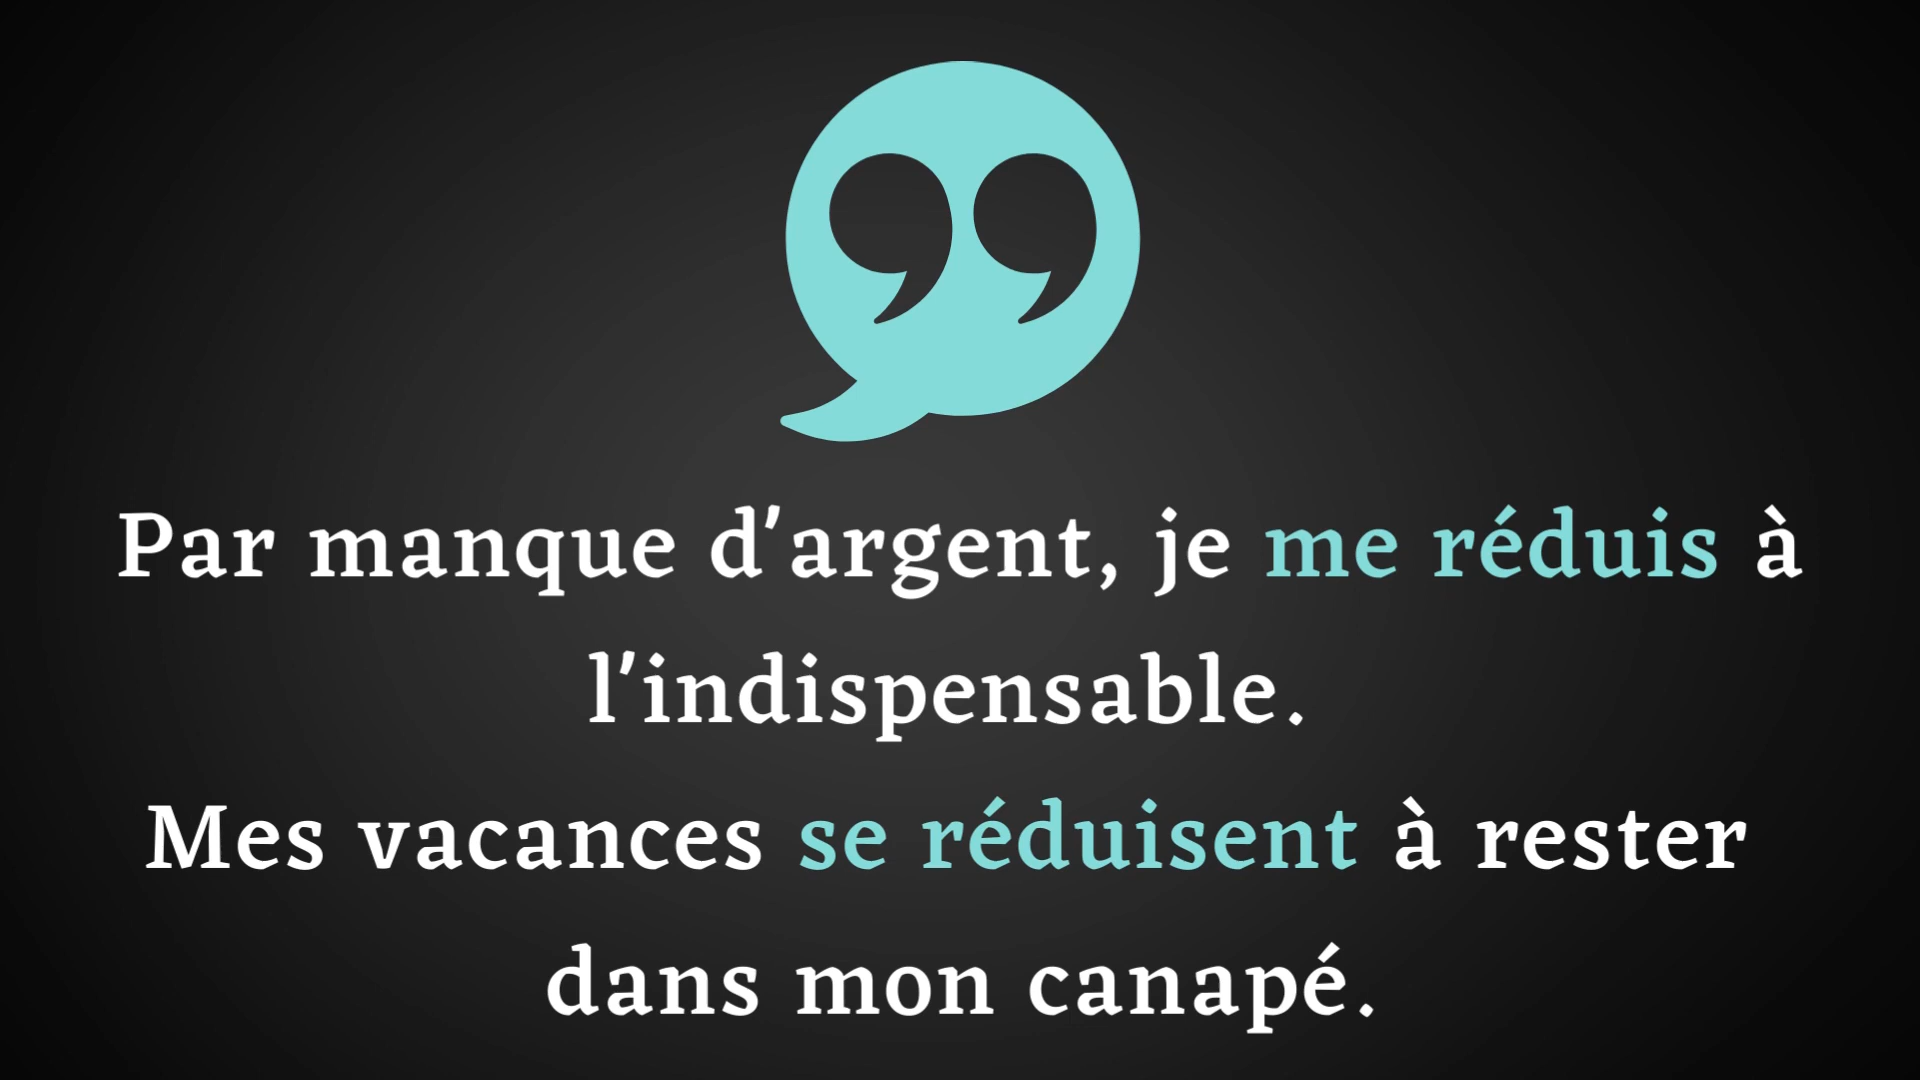 Par manque d'argent, je me réduis à
l'indispensable.
Mes vacances se réduisent à rester
dans mon canapé.